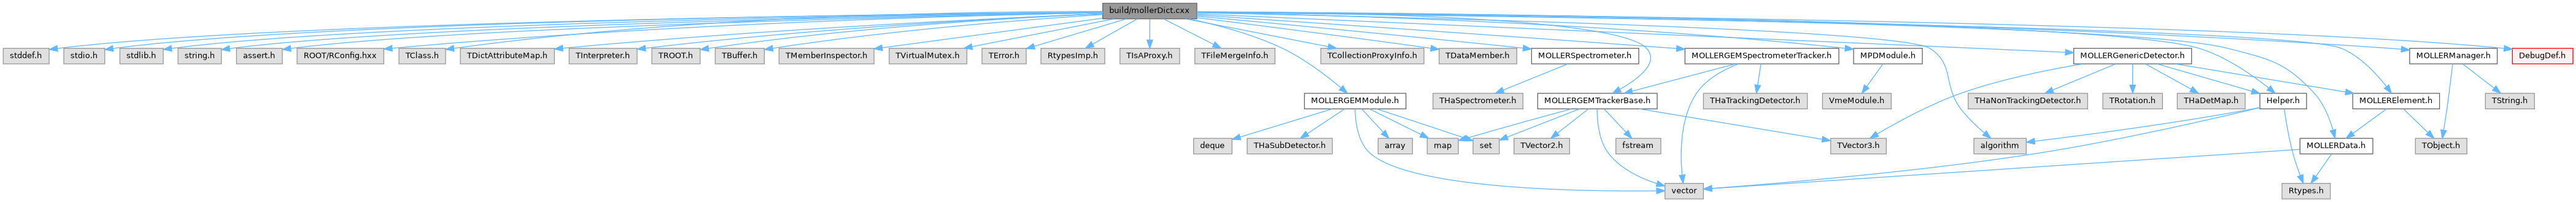 build/mollerDict.cxx
stddef.h
stdio.h
stdlib.h
string.h
assert.h
ROOT/RConfig.hxx
TClass.h
TDictAttributeMap.h
TInterpreter.h
TROOT.h
TBuffer.h
TMemberInspector.h
TVirtualMutex.h
TError.h
RtypesImp.h
TIsAProxy.h
TFileMergeInfo.h
TCollectionProxyInfo.h
TDataMember.h
MOLLERSpectrometer.h
MOLLERGEMSpectrometerTracker.h
MPDModule.h
MOLLERGenericDetector.h
MOLLERManager.h
DebugDef.h
MOLLERGEMModule.h
THaSpectrometer.h
MOLLERGEMTrackerBase.h
THaTrackingDetector.h
VmeModule.h
THaNonTrackingDetector.h
TRotation.h
THaDetMap.h
Helper.h
MOLLERElement.h
TString.h
deque
THaSubDetector.h
array
map
set
TVector2.h
fstream
TVector3.h
algorithm
MOLLERData.h
TObject.h
vector
Rtypes.h